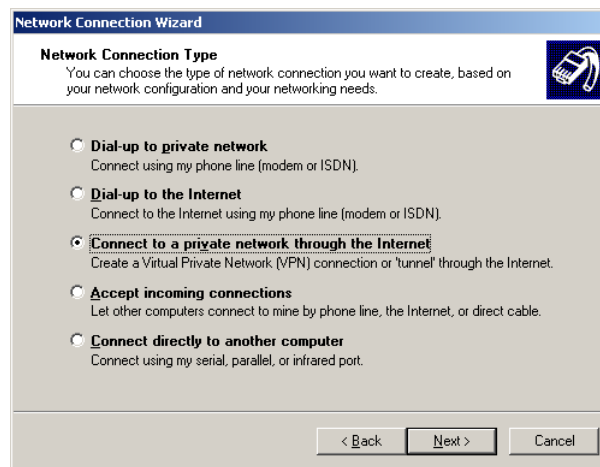 Network Connection Wizard
Network Connection Type
You can choose the type of network connection you want to create, based on
your network configuration and your networking needs.
Dial-up to private network
Connect using my phone line (modem or ISDN).
Dial-up to the Internet
Connect to the Internet using my phone line (modem or ISDN).
Connect to a private network through the Internet
Create a Virtual Private Network (VPN) connection or 'tunnel' through the Internet.
Accept incoming connections
Let other computers connect to mine by phone line, the Internet, or direct cable.
Connect directly to another computer
Connect using my serial, parallel, or infrared port.
< Back Next > Cancel